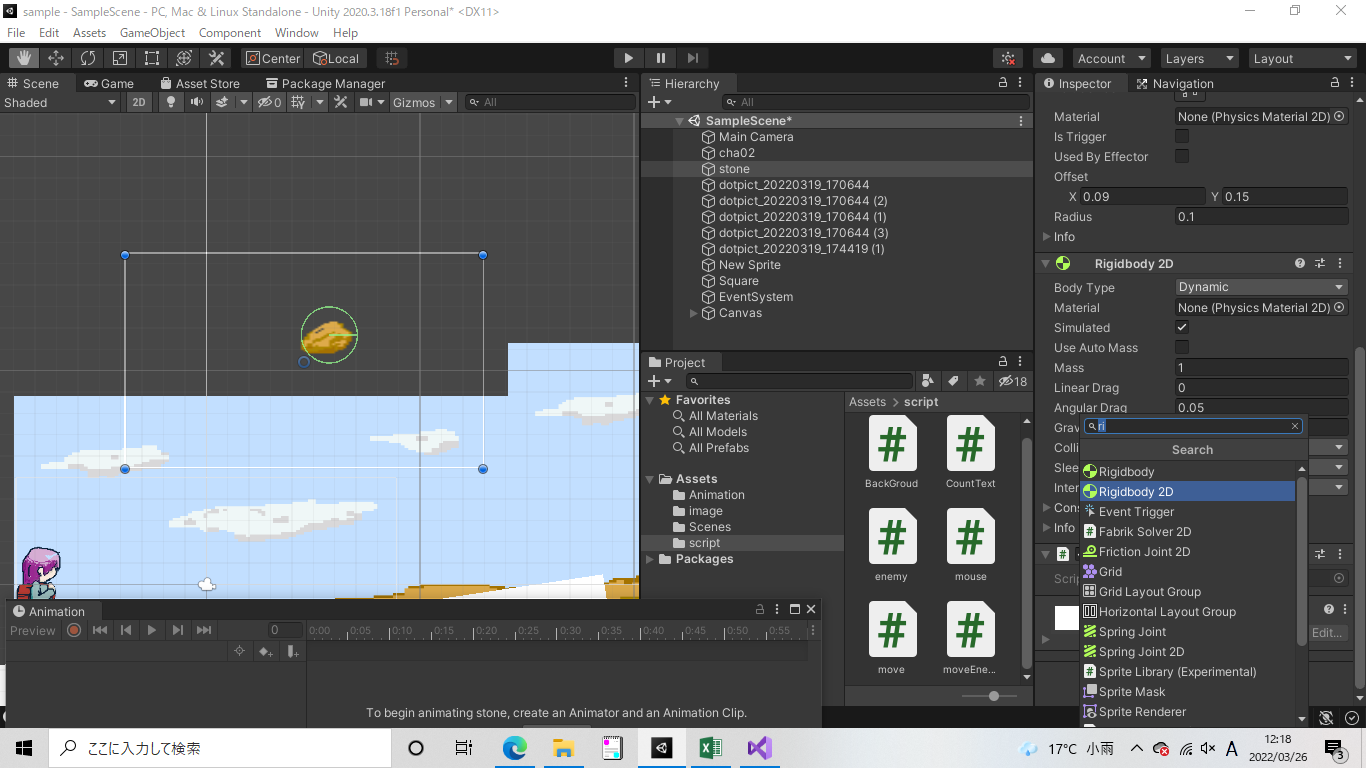 sample - SampleScene - PC, Mac & Linux Standalone - Unity 2020.3.18f1 Personal* <DX11>
File Edit Assets GameObject Component Window Help
Center Local Account Layers Layout
Scene Game Asset Store Package Manager
Shaded 2D 0 Gizmos All
Hierarchy
All
SampleScene*
Main Camera
cha02
stone
dotpict_20220319_170644
dotpict_20220319_170644 (2)
dotpict_20220319_170644 (1)
dotpict_20220319_170644 (3)
dotpict_20220319_174419 (1)
New Sprite
Square
EventSystem
Canvas
Project
18
Favorites
All Materials
All Models
All Prefabs
Assets
Animation
image
Scenes
script
Packages
Assets > script
BackGroud CountText
enemy mouse
move moveEne...
Inspector Navigation
Material None (Physics Material 2D)
Is Trigger
Used By Effector
Offset
X 0.09 Y 0.15
Radius 0.1
Info
Rigidbody 2D
Body Type Dynamic
Material None (Physics Material 2D)
Simulated
Use Auto Mass
Mass 1
Linear Drag 0
Angular Drag 0.05
Grav
Colli
Slee
Inter
Cons
Info
Scrip
Edit...
ri
Search
Rigidbody
Rigidbody 2D
Event Trigger
Fabrik Solver 2D
Friction Joint 2D
Grid
Grid Layout Group
Horizontal Layout Group
Spring Joint
Spring Joint 2D
Sprite Library (Experimental)
Sprite Mask
Sprite Renderer
Animation
Preview 0 0:00 0:05 0:10 0:15 0:20 0:25 0:30 0:35 0:40 0:45 0:50 0:55
To begin animating stone, create an Animator and an Animation Clip.
ここに入力して検索
17°C 小雨 A 12:18
2022/03/26 3